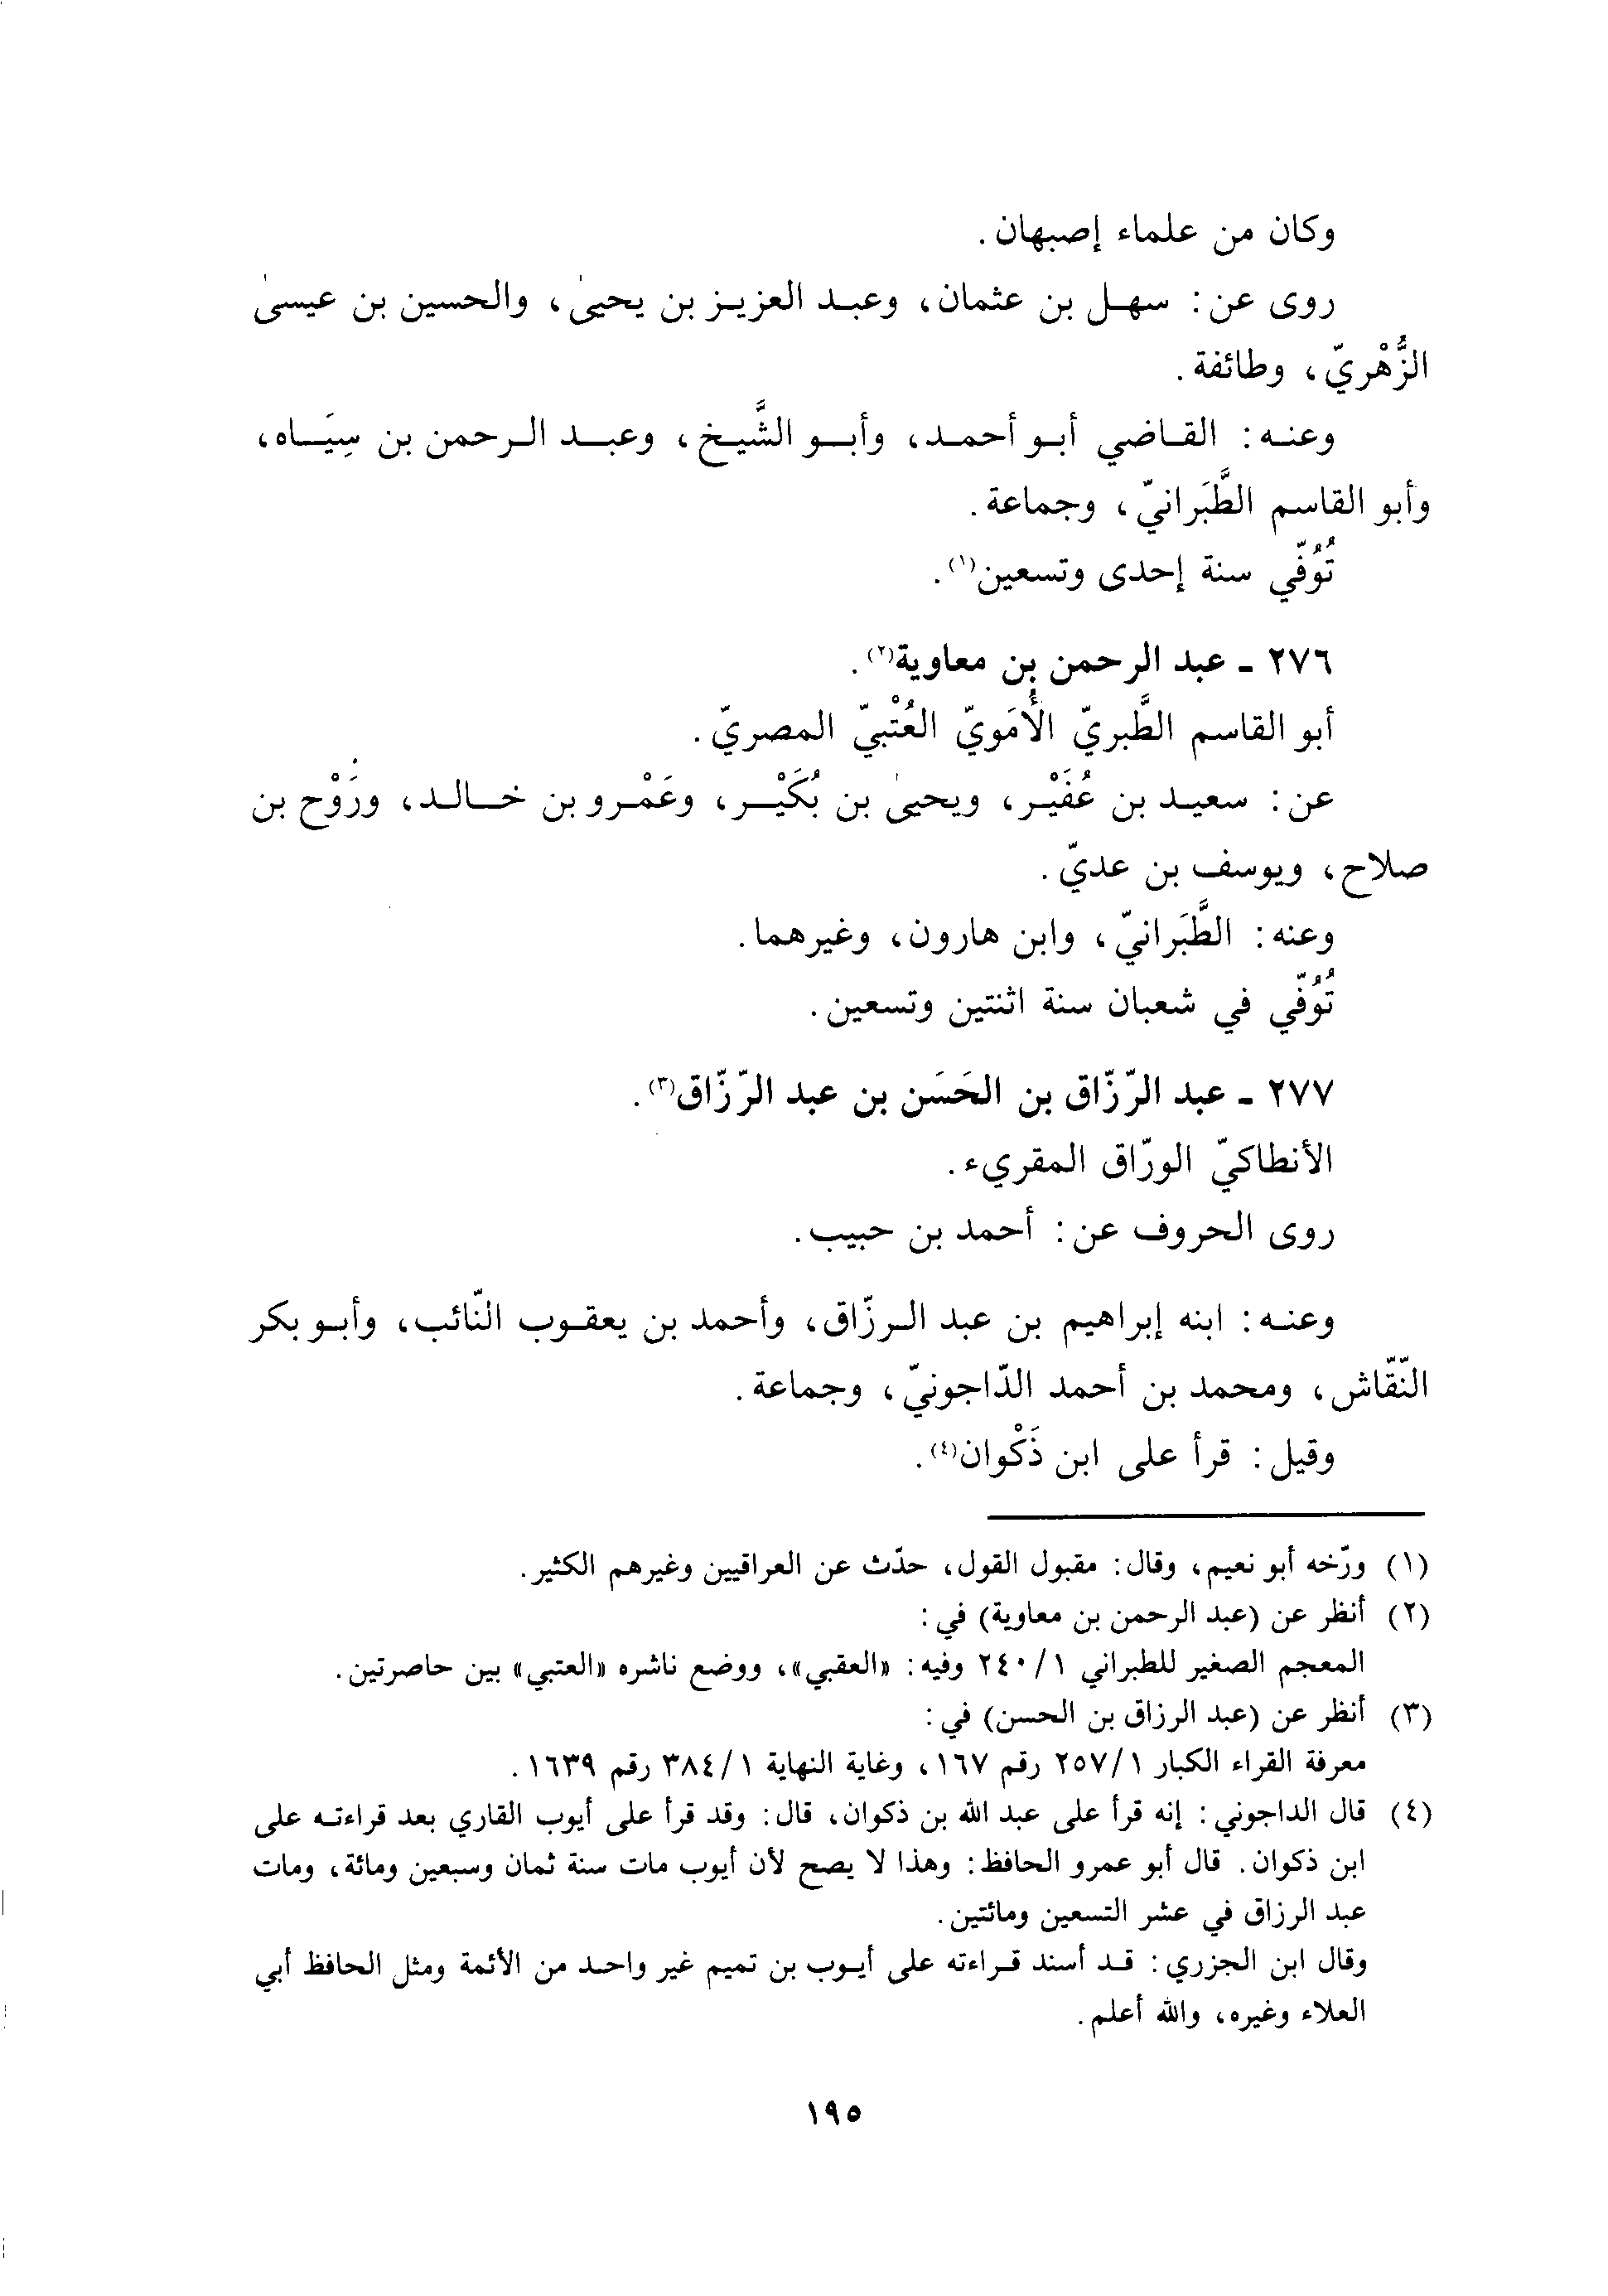 وكان من علماء إصبهان.
روى عن: سهل بن عثمان، وعبد العزيز بن يحيىٰ، والحسين بن عيسىٰ
الزُّهْريّ، وطائفة.
وعنه: القاضي أبو أحمد، وأبو الشَّيخ، وعبد الرحمن بن سِيَاه،
وأبو القاسم الطَّبَرانيّ، وجماعة.
تُوُفّي سنة إحدى وتسعين(١).
٢٧٦ - عبد الرحمن بن معاوية(٢).
أبو القاسم الطَّبريّ الأُمَويّ العُتْبيّ المصريّ.
عن: سعيد بن عُفَيْر، ويحيىٰ بن بُكَيْر، وعَمْرو بن خالد، ورَوْح بن
صلاح، ويوسف بن عديّ.
وعنه: الطَّبَرانيّ، وابن هارون، وغيرهما.
تُوُفّي في شعبان سنة اثنتين وتسعين.
٢٧٧ - عبد الرّزّاق بن الحَسَن بن عبد الرّزّاق(٣).
الأنطاكيّ الورّاق المقريء.
روى الحروف عن: أحمد بن حبيب.
وعنه: ابنه إبراهيم بن عبد الرزّاق، وأحمد بن يعقوب النّائب، وأبو بكر
النّقّاش، ومحمد بن أحمد الدّاجونيّ، وجماعة.
وقيل: قرأ على ابن ذَكْوان(٤).
(١) ورّخه أبو نعيم، وقال: مقبول القول، حدّث عن العراقيين وغيرهم الكثير.
(٢) أنظر عن (عبد الرحمن بن معاوية) في:
المعجم الصغير للطبراني ١/ ٢٤٠ وفيه: «العقبي»، ووضع ناشره «العتبي» بين حاصرتين.
(٣) أنظر عن (عبد الرزاق بن الحسن) في:
معرفة القراء الكبار ١/ ٢٥٧ رقم ١٦٧، وغاية النهاية ١/ ٣٨٤ رقم ١٦٣٩.
(٤) قال الداجوني: إنه قرأ على عبد الله بن ذكوان، قال: وقد قرأ على أيوب القاري بعد قراءته على
ابن ذكوان. قال أبو عمرو الحافظ: وهذا لا يصح لأن أيوب مات سنة ثمان وسبعين ومائة، ومات
عبد الرزاق في عشر التسعين ومائتين.
وقال ابن الجزري: قد أسند قراءته على أيوب بن تميم غير واحد من الأئمة ومثل الحافظ أبي
العلاء وغيره، والله أعلم.
١٩٥